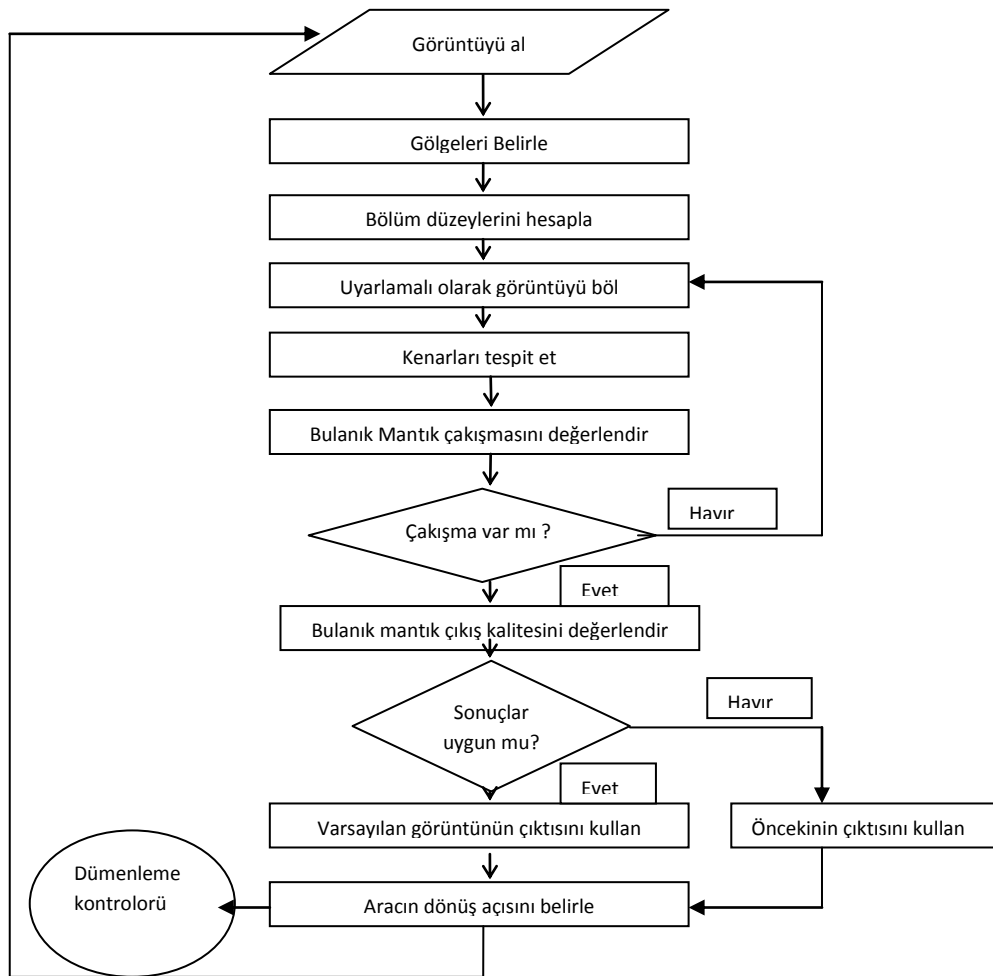 Görüntüyü al
Gölgeleri Belirle
Bölüm düzeylerini hesapla
Uyarlamalı olarak görüntüyü böl
Kenarları tespit et
Bulanık Mantık çakışmasını değerlendir
Çakışma var mı ?
Hayır
Evet
Bulanık mantık çıkış kalitesini değerlendir
Sonuçlar
uygun mu?
Hayır
Evet
Varsayılan görüntünün çıktısını kullan
Öncekinin çıktısını kullan
Aracın dönüş açısını belirle
Dümenleme
kontrolorü